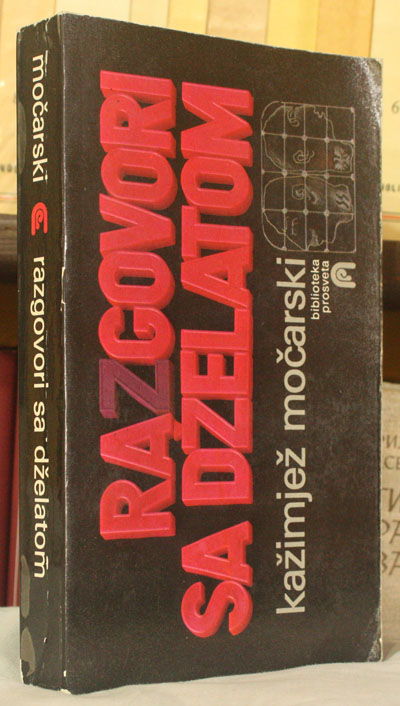 močarski razgovori sa dželatom
RAZGOVORI
SA DŽELATOM
kažimjež močarski
biblioteka
prosveta